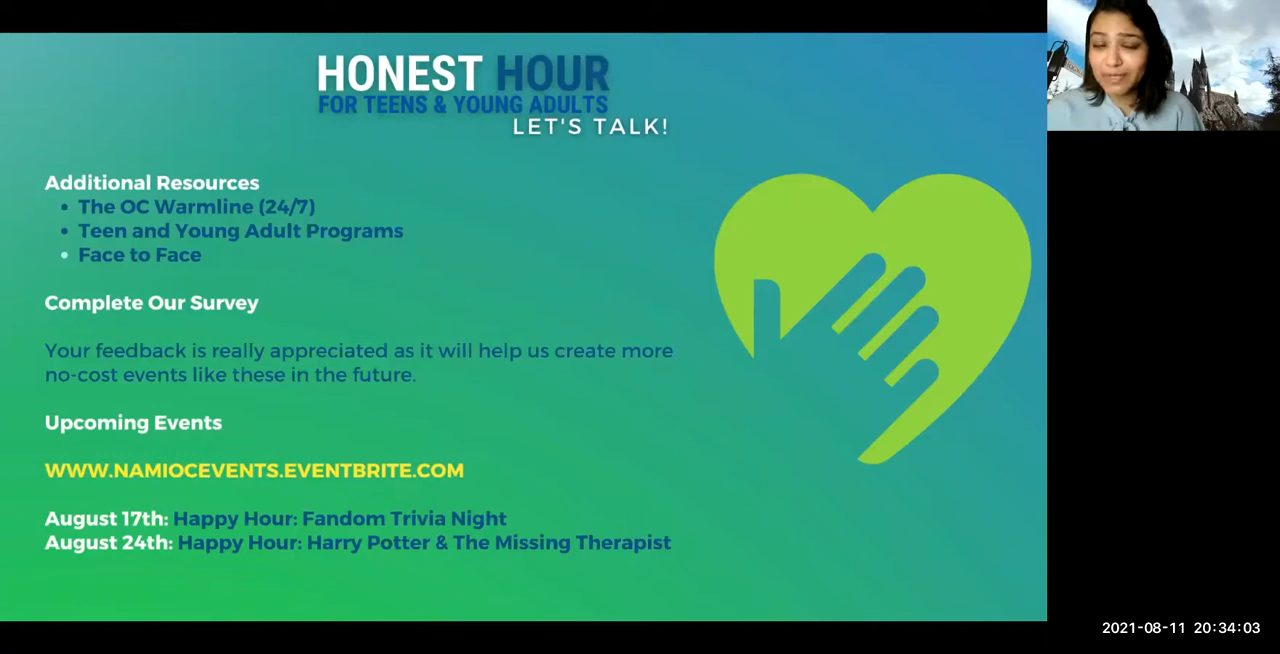 HONEST HOUR
FOR TEENS & YOUNG ADULTS
LET'S TALK!
Additional Resources
• The OC Warmline (24/7)
• Teen and Young Adult Programs
• Face to Face
Complete Our Survey
Your feedback is really appreciated as it will help us create more
no-cost events like these in the future.
Upcoming Events
WWW.NAMIOCEVENTS.EVENTBRITE.COM
August 17th: Happy Hour: Fandom Trivia Night
August 24th: Happy Hour: Harry Potter & The Missing Therapist
2021-08-11 20:34:03